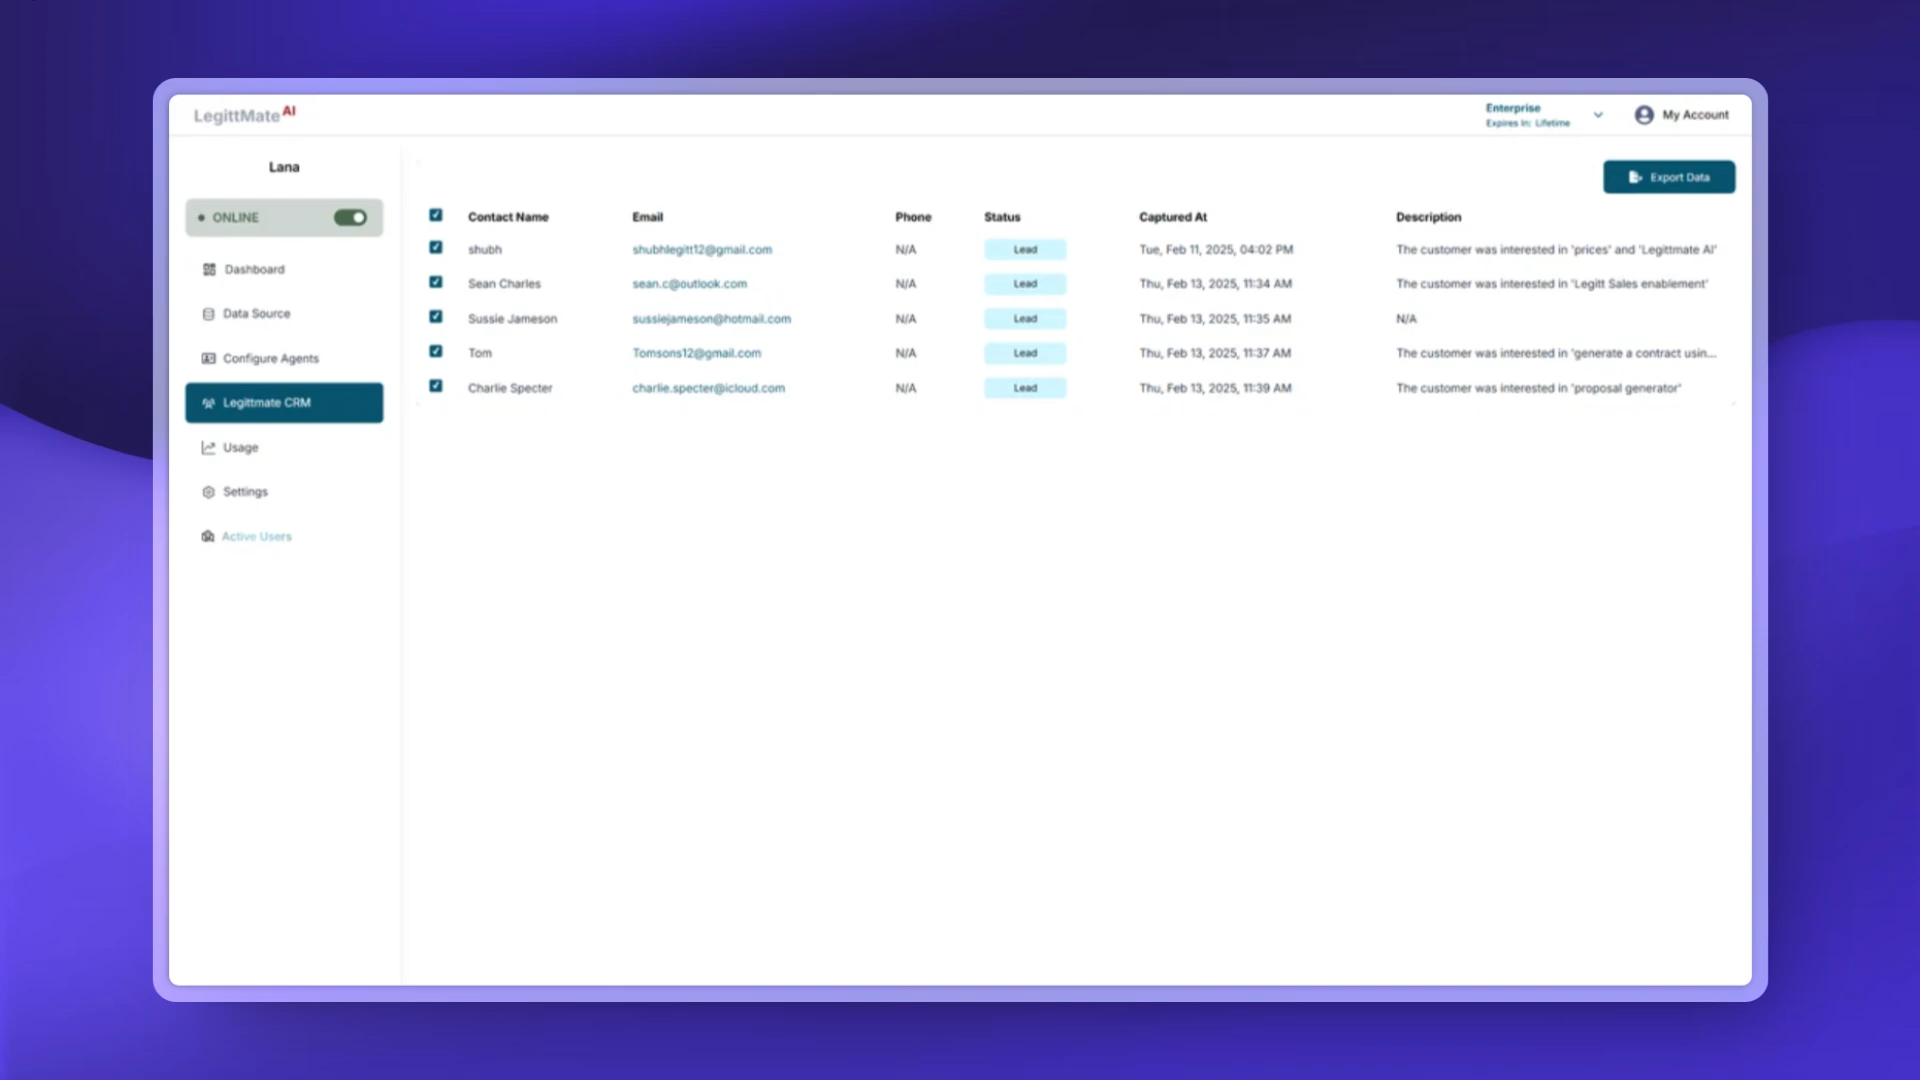 LegittMate AI
Enterprise
Expires In: Lifetime
My Account
Lana
ONLINE
Dashboard
Data Source
Configure Agents
Legittmate CRM
Usage
Settings
Active Users
Export Data
Contact Name Email Phone Status Captured At Description
shubh shubhlegitt12@gmail.com N/A Lead Tue, Feb 11, 2025, 04:02 PM The customer was interested in 'prices' and 'Legittmate AI'
Sean Charles sean.c@outlook.com N/A Lead Thu, Feb 13, 2025, 11:34 AM The customer was interested in 'Legitt Sales enablement'
Sussie Jameson sussiejameson@hotmail.com N/A Lead Thu, Feb 13, 2025, 11:35 AM N/A
Tom Tomsons12@gmail.com N/A Lead Thu, Feb 13, 2025, 11:37 AM The customer was interested in 'generate a contract usin...
Charlie Specter charlie.specter@icloud.com N/A Lead Thu, Feb 13, 2025, 11:39 AM The customer was interested in 'proposal generator'